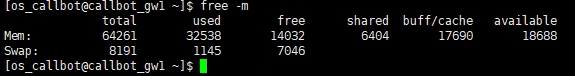 [os_callbot@callbot_gw1 ~]$ free -m
total used free shared buff/cache available
Mem: 64261 32538 14032 6404 17690 18688
Swap: 8191 1145 7046
[os_callbot@callbot_gw1 ~]$